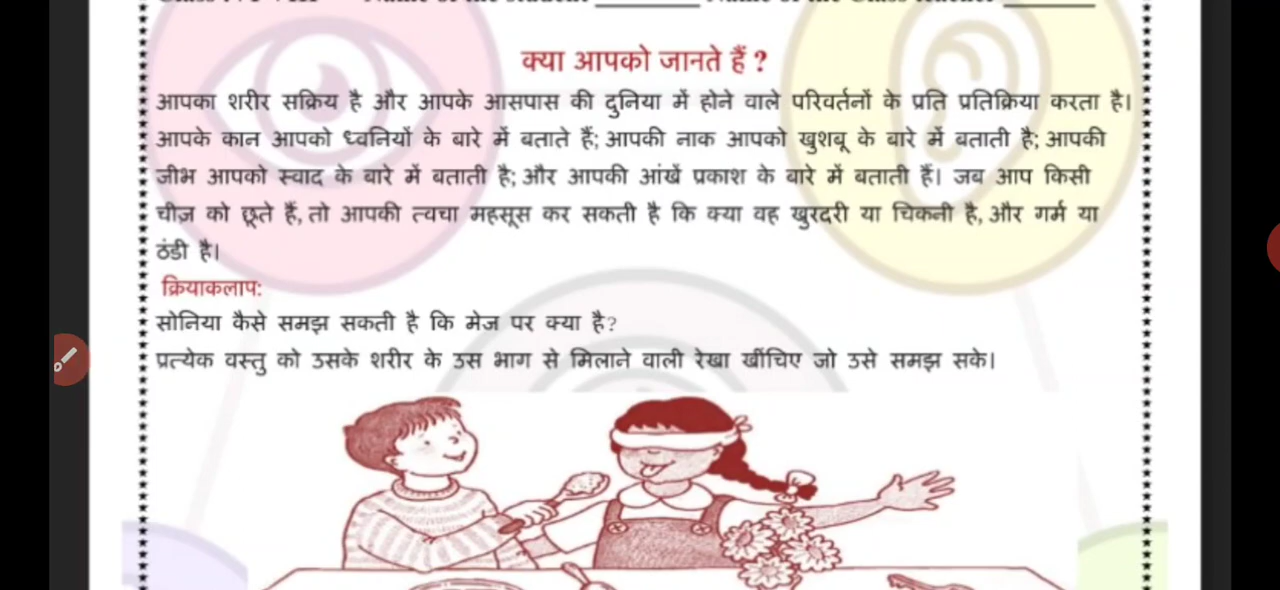 क्या आपको जानते हैं ?
आपका शरीर सक्रिय है और आपके आसपास की दुनिया में होने वाले परिवर्तनों के प्रति प्रतिक्रिया करता है।
आपके कान आपको ध्वनियों के बारे में बताते हैं; आपकी नाक आपको खुशबू के बारे में बताती है; आपकी
जीभ आपको स्वाद के बारे में बताती है; और आपकी आंखें प्रकाश के बारे में बताती हैं। जब आप किसी
चीज़ को छूते हैं, तो आपकी त्वचा महसूस कर सकती है कि क्या वह खुरदरी या चिकनी है, और गर्म या
ठंडी है।
क्रियाकलाप:
सोनिया कैसे समझ सकती है कि मेज पर क्या है?
प्रत्येक वस्तु को उसके शरीर के उस भाग से मिलाने वाली रेखा खींचिए जो उसे समझ सके।